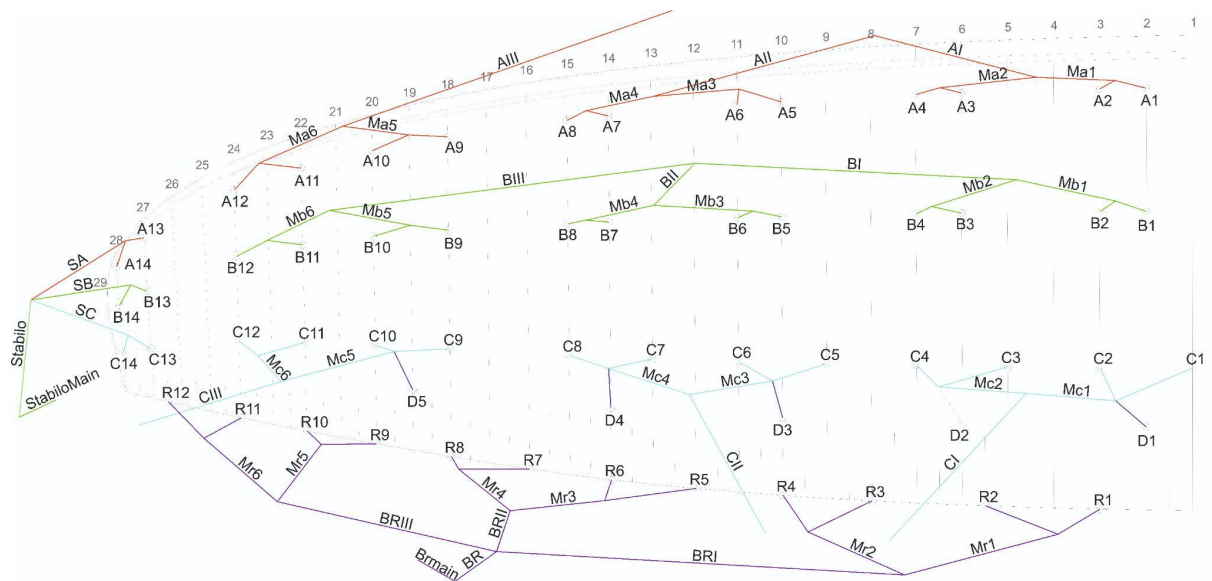 1
2
3
4
5
6
7
8
9
10
11
12
13
14
15
16
17
18
19
20
21
22
23
24
25
26
27
28
29
AIII
AII
AI
Ma6
Ma5
Ma4
Ma3
Ma2
Ma1
A14
A13
A12
A11
A10
A9
A8
A7
A6
A5
A4
A3
A2
A1
BIII
BII
BI
Mb6
Mb5
Mb4
Mb3
Mb2
Mb1
B14
B13
B12
B11
B10
B9
B8
B7
B6
B5
B4
B3
B2
B1
SA
SB
SC
Stabilo
StabiloMain
C14
C13
C12
C11
C10
C9
C8
C7
C6
C5
C4
C3
C2
C1
Mc6
Mc5
Mc4
Mc3
Mc2
Mc1
CIII
CII
CI
D5
D4
D3
D2
D1
R12
R11
R10
R9
R8
R7
R6
R5
R4
R3
R2
R1
Mr6
Mr5
Mr4
Mr3
Mr2
Mr1
BRIII
BRII
BRI
BR
Brmain